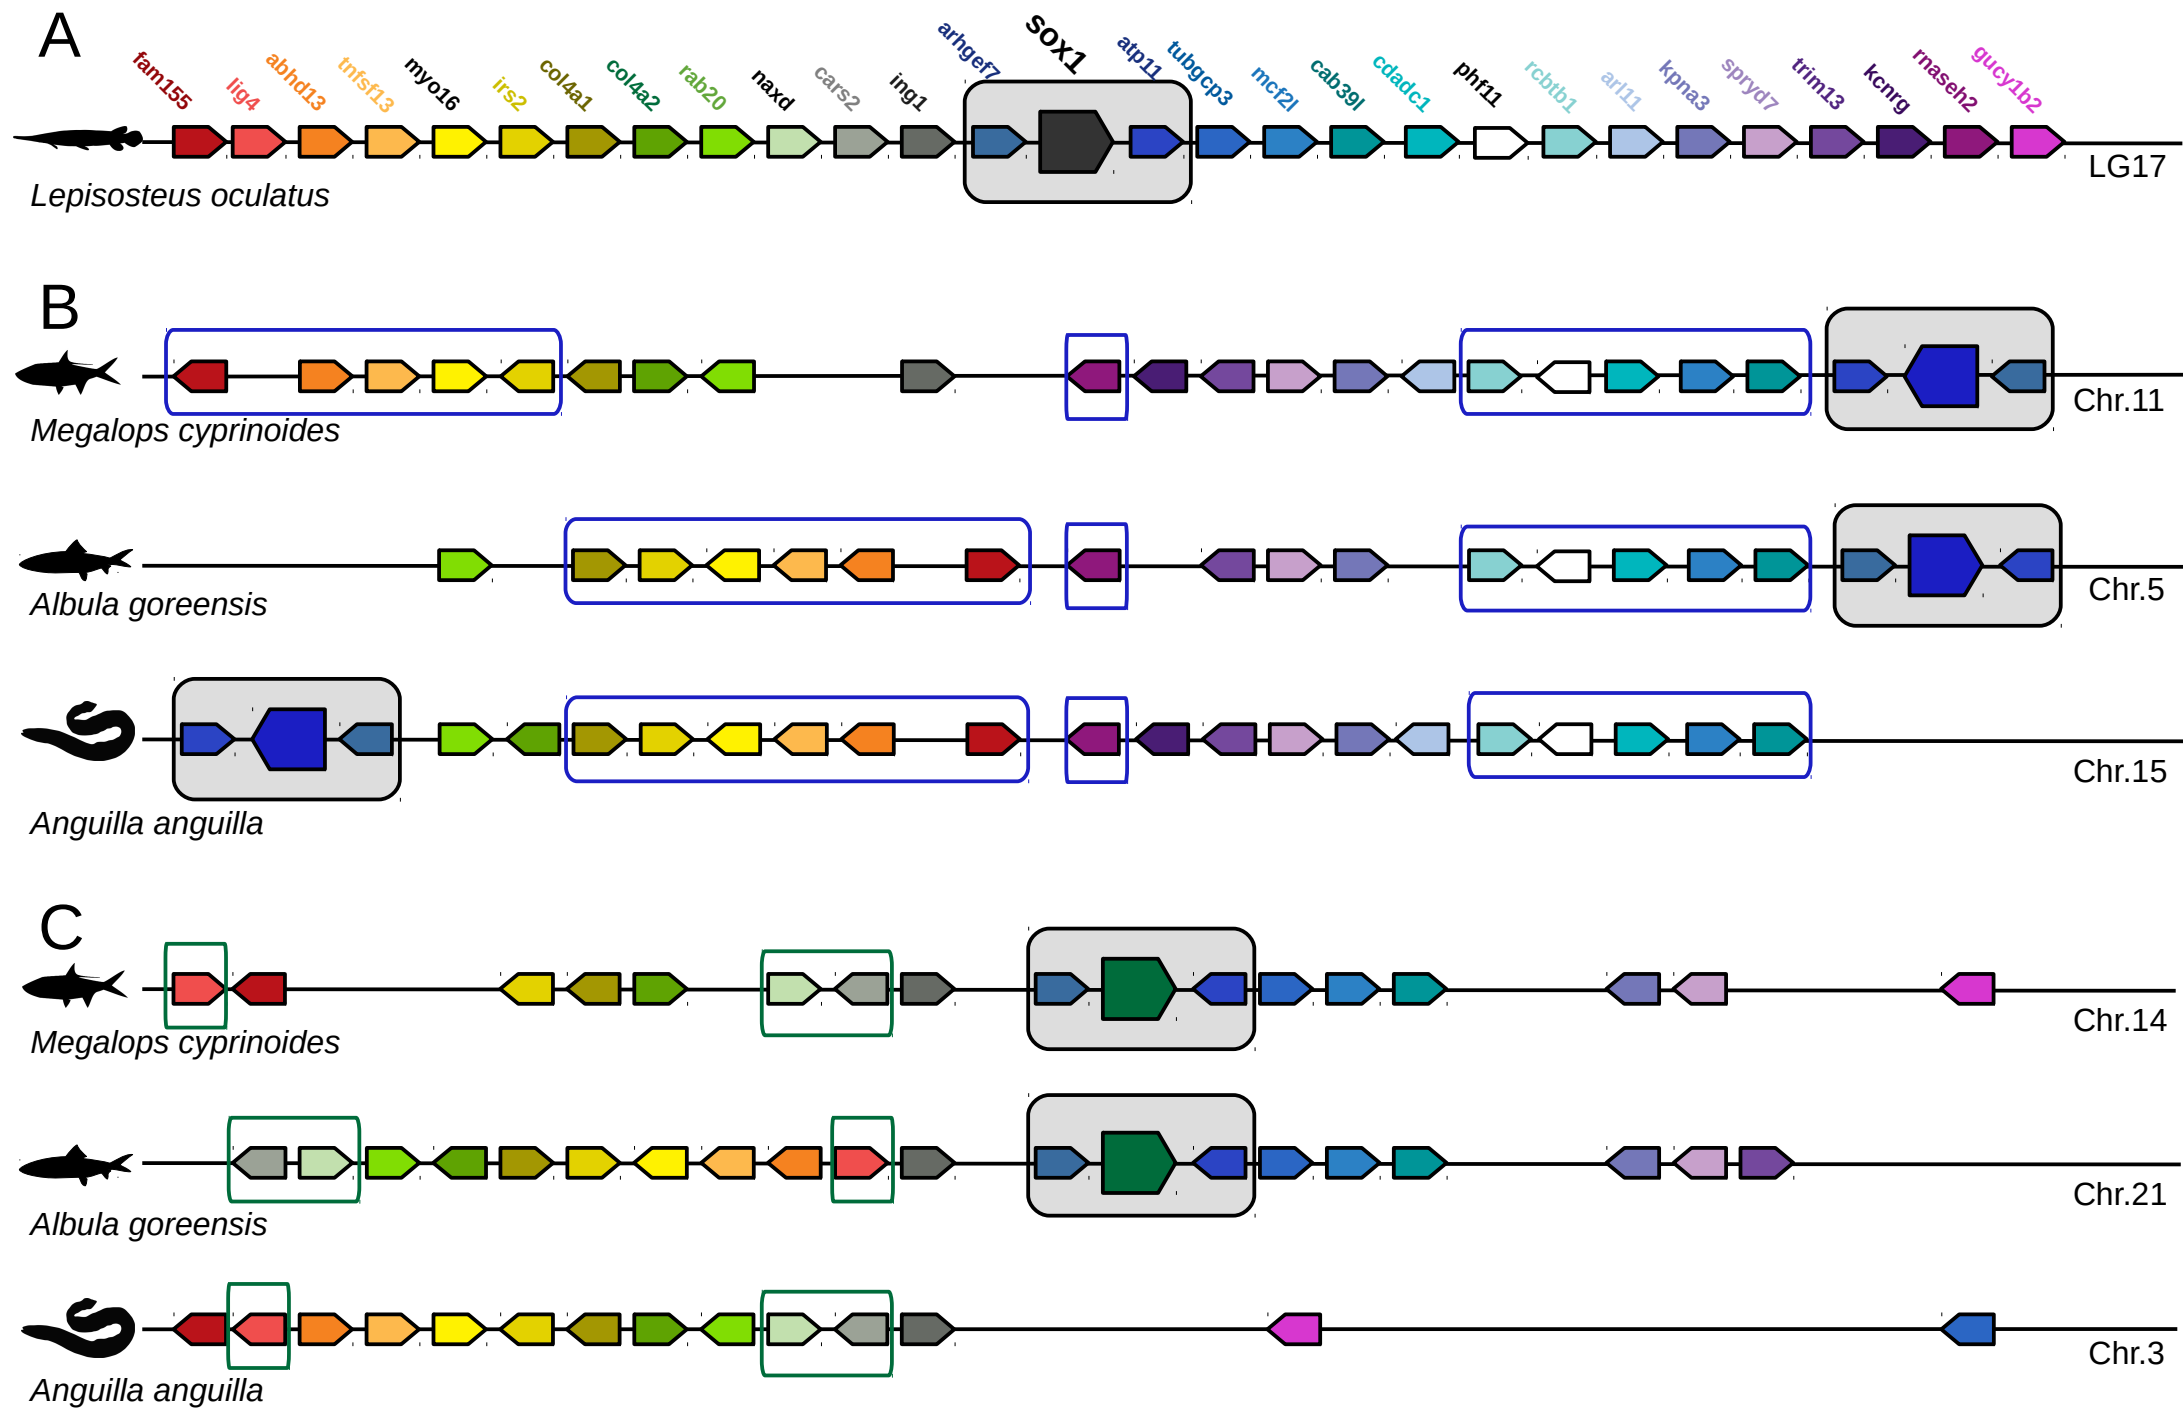 A
fam155
lig4
abhd13
tnfsf13
myo16
irs2
col4a1
col4a2
rab20
naxd
cars2
ing1
arhgef7
sox1
atp11
tubgcp3
mcf2l
cab39l
cdadc1
phf11
rcbtb1
arl11
kpna3
spryd7
trim13
kcnrg
rnaseh2
gucy1b2
LG17
Lepisosteus oculatus
B
Chr.11
Megalops cyprinoides
Chr.5
Albula goreensis
Chr.15
Anguilla anguilla
C
Chr.14
Megalops cyprinoides
Chr.21
Albula goreensis
Chr.3
Anguilla anguilla